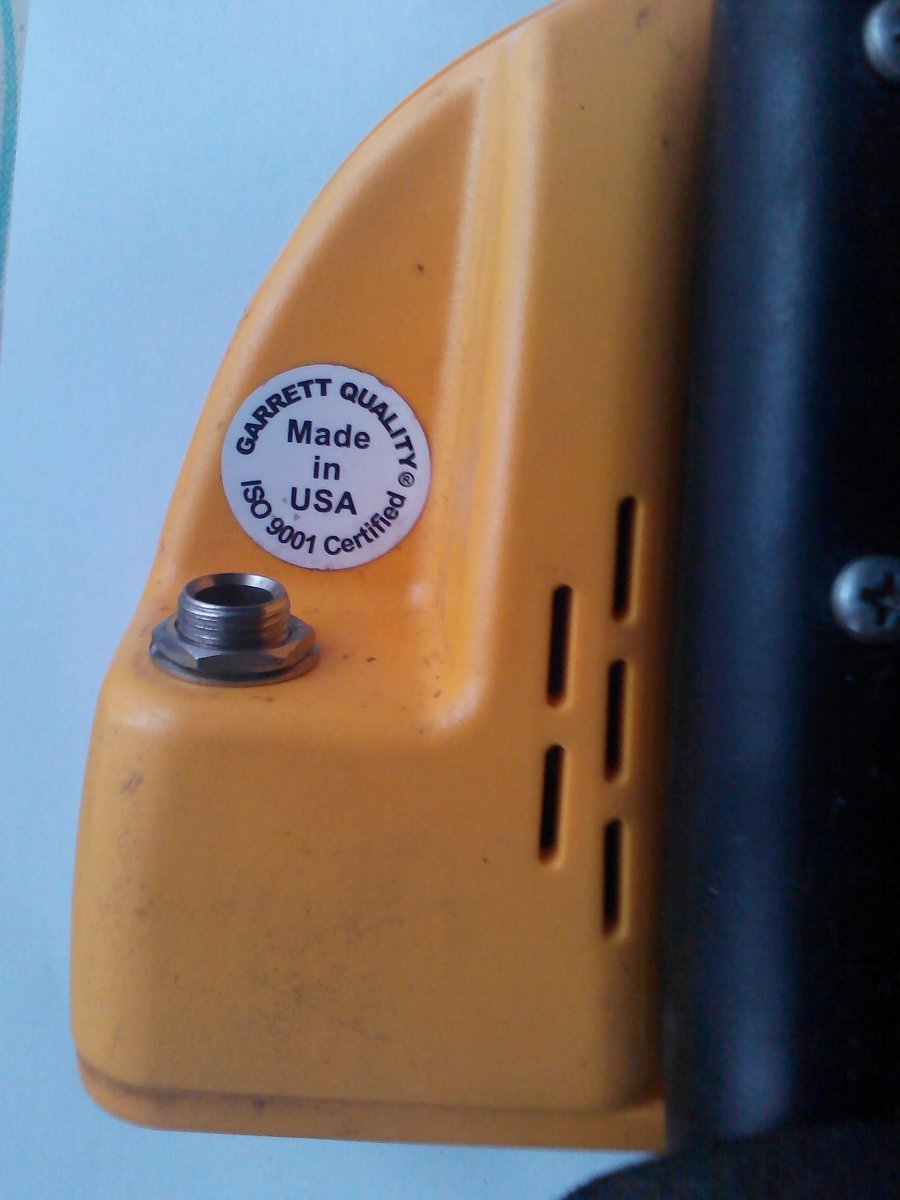 GARRETT QUALITY®
Made
in
USA
ISO 9001 Certified